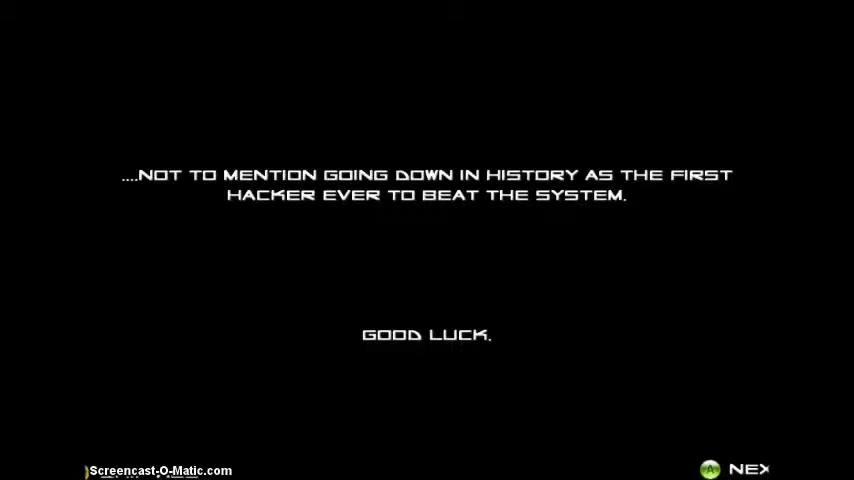 ....NOT TO MENTION GOING DOWN IN HISTORY AS THE FIRST
HACKER EVER TO BEAT THE SYSTEM.
GOOD LUCK.
Screencast-O-Matic.com
A NEX